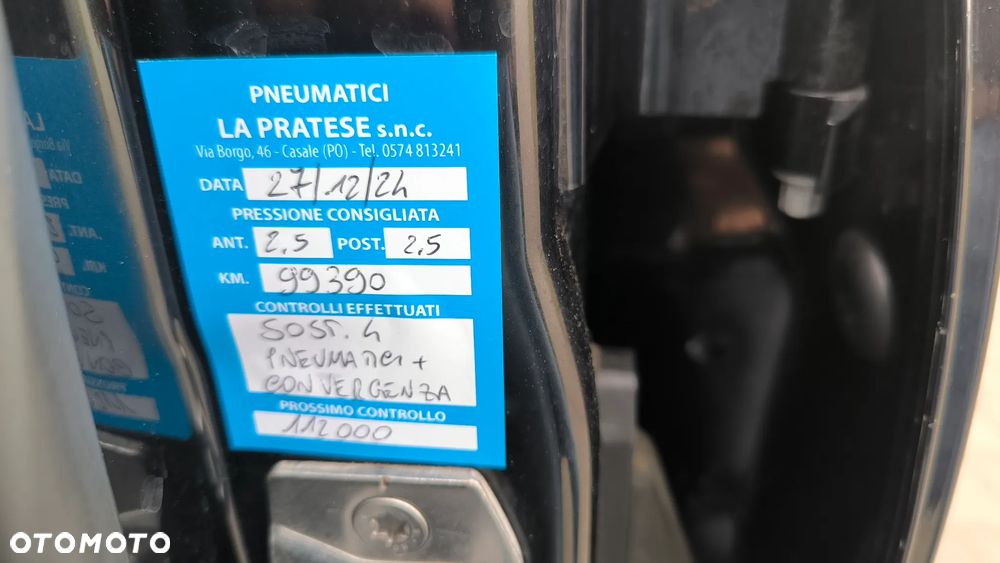 PNEUMATICI
LA PRATESE s.n.c.
Via Borgo, 46 - Casale (PO) - Tel. 0574 813241
DATA 27/12/24
PRESSIONE CONSIGLIATA
ANT. 2.5 POST. 2.5
KM. 99390
CONTROLLI EFFETTUATI
SOST. 4
PNEUMATICI +
CONVERGENZA
PROSSIMO CONTROLLO
112000
OTOMOTO